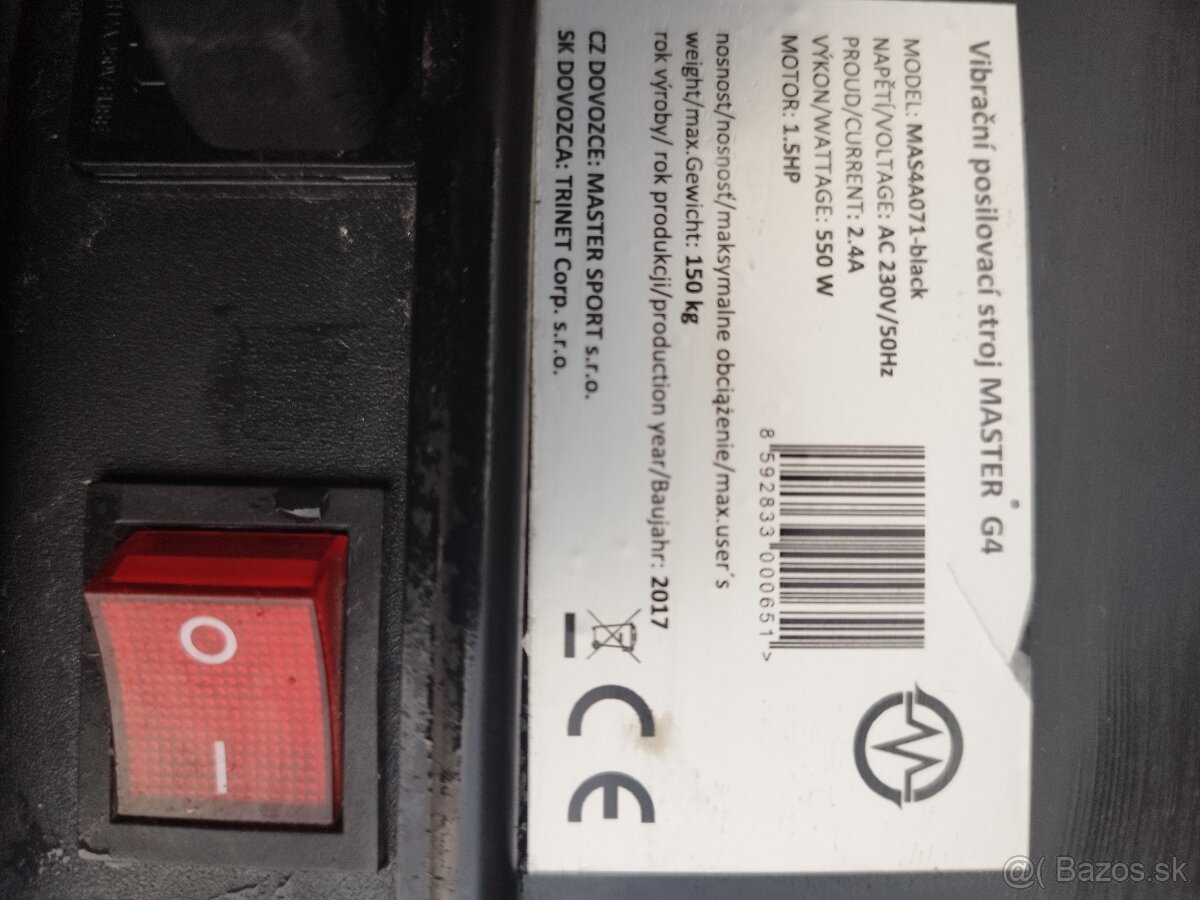 Vibrační posilovací stroj MASTER® G4
MODEL: MAS4A071-black
NAPĚTÍ/VOLTAGE: AC 230V/50Hz
PROUD/CURRENT: 2.4A
VÝKON/WATTAGE: 550 W
MOTOR: 1.5HP
8 592833 000651 >
nosnost/nosnosť/maksymalne obciążenie/max.user´s
weight/max.Gewicht: 150 kg
rok výroby/ rok produkcji/production year/Baujahr: 2017
CZ DOVOZCE: MASTER SPORT s.r.o.
SK DOVOZCA: TRINET Corp. s.r.o.
CE
O
I
@( Bazos.sk